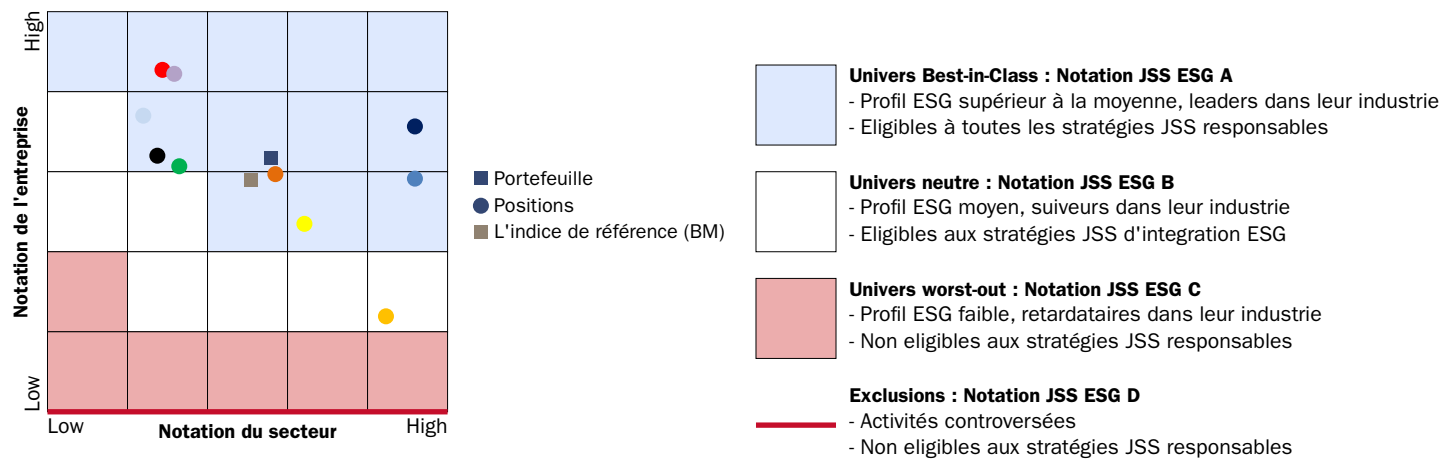 High
Notation de l'entreprise
Low
Low
Notation du secteur
High
Portefeuille
Positions
L'indice de référence (BM)
Univers Best-in-Class : Notation JSS ESG A
- Profil ESG supérieur à la moyenne, leaders dans leur industrie
- Eligibles à toutes les stratégies JSS responsables
Univers neutre : Notation JSS ESG B
- Profil ESG moyen, suiveurs dans leur industrie
- Eligibles aux stratégies JSS d'integration ESG
Univers worst-out : Notation JSS ESG C
- Profil ESG faible, retardataires dans leur industrie
- Non eligibles aux stratégies JSS responsables
Exclusions : Notation JSS ESG D
- Activités controversées
- Non eligibles aux stratégies JSS responsables